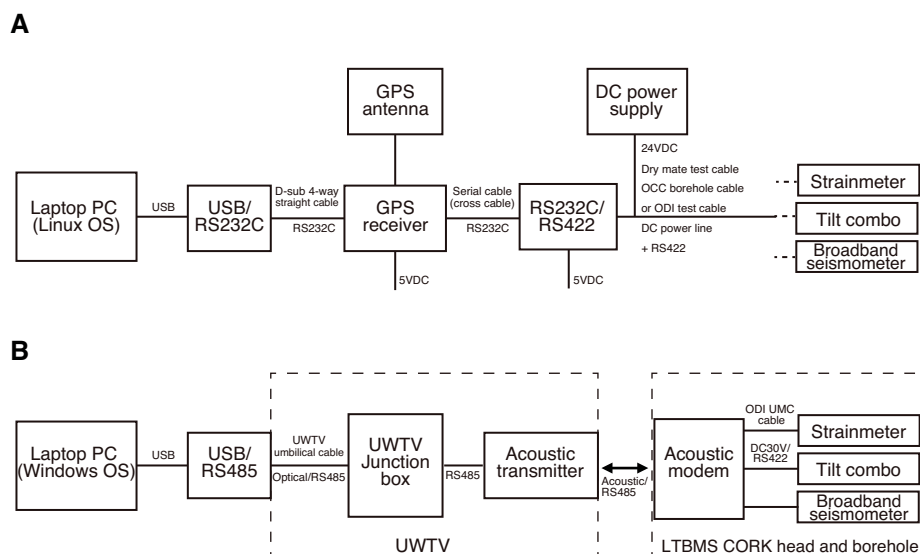 A
GPS
antenna
DC power
supply
24VDC
Dry mate test cable
OCC borehole cable
or ODI test cable
DC power line
+ RS422
Laptop PC
(Linux OS)
USB
USB/
RS232C
D-sub 4-way
straight cable
RS232C
GPS
receiver
Serial cable
(cross cable)
RS232C
RS232C/
RS422
5VDC
5VDC
Strainmeter
Tilt combo
Broadband
seismometer
B
Laptop PC
(Windows OS)
USB
USB/
RS485
UWTV
umbilical cable
Optical/RS485
UWTV
Junction
box
RS485
Acoustic
transmitter
Acoustic/
RS485
Acoustic
modem
ODI UMC
cable
DC30V/
RS422
Strainmeter
Tilt combo
Broadband
seismometer
UWTV
LTBMS CORK head and borehole